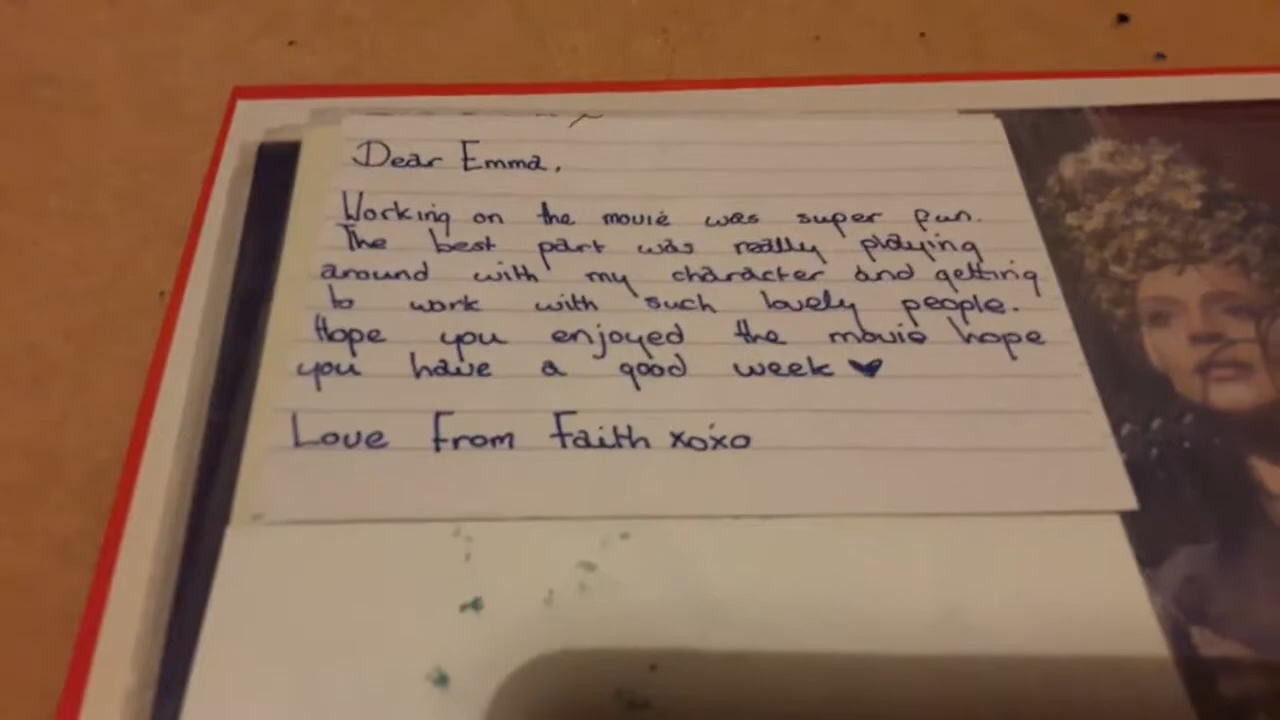 Dear Emma,
Working on the movie was super fun.
The best part was really playing
around with my character and getting
to work with such lovely people.
Hope you enjoyed the movie hope
you have a good week ♥
Love From Faith xoxo